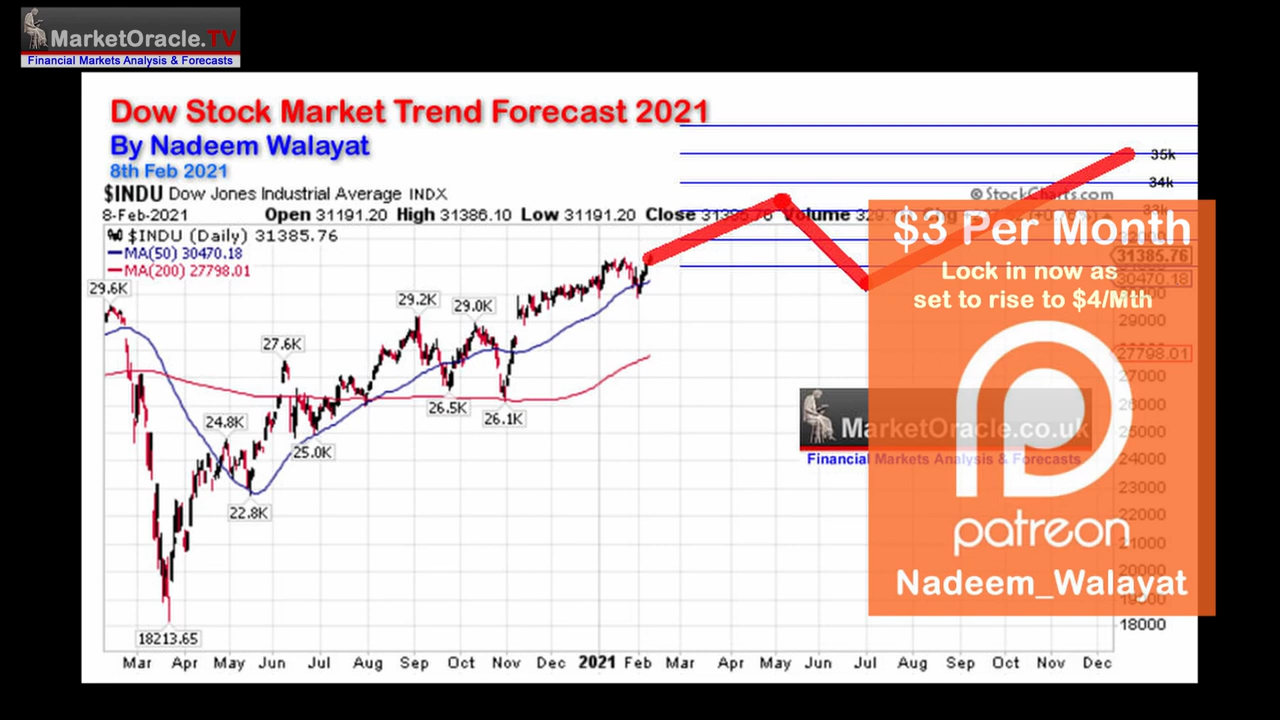 MarketOracle.TV
Financial Markets Analysis & Forecasts
Dow Stock Market Trend Forecast 2021
By Nadeem Walayat
8th Feb 2021
$INDU Dow Jones Industrial Average INDX
© StockCharts.com
8-Feb-2021 Open 31191.20 High 31386.10 Low 31191.20 Close 31385.76 Volume 329
$INDU (Daily) 31385.76
MA(50) 30470.18
MA(200) 27798.01
35k
34k
33k
$3 Per Month
Lock in now as
set to rise to $4/Mth
patreon
Nadeem_Walayat
29.6K
18213.65
24.8K
22.8K
27.6K
25.0K
29.2K
26.5K
29.0K
26.1K
MarketOracle.co.uk
Financial Markets Analysis & Forecasts
32000
31385.76
30470.18
30000
29000
27798.01
27000
26000
25000
24000
23000
22000
21000
20000
19000
18000
Mar Apr May Jun Jul Aug Sep Oct Nov Dec 2021 Feb Mar Apr May Jun Jul Aug Sep Oct Nov Dec